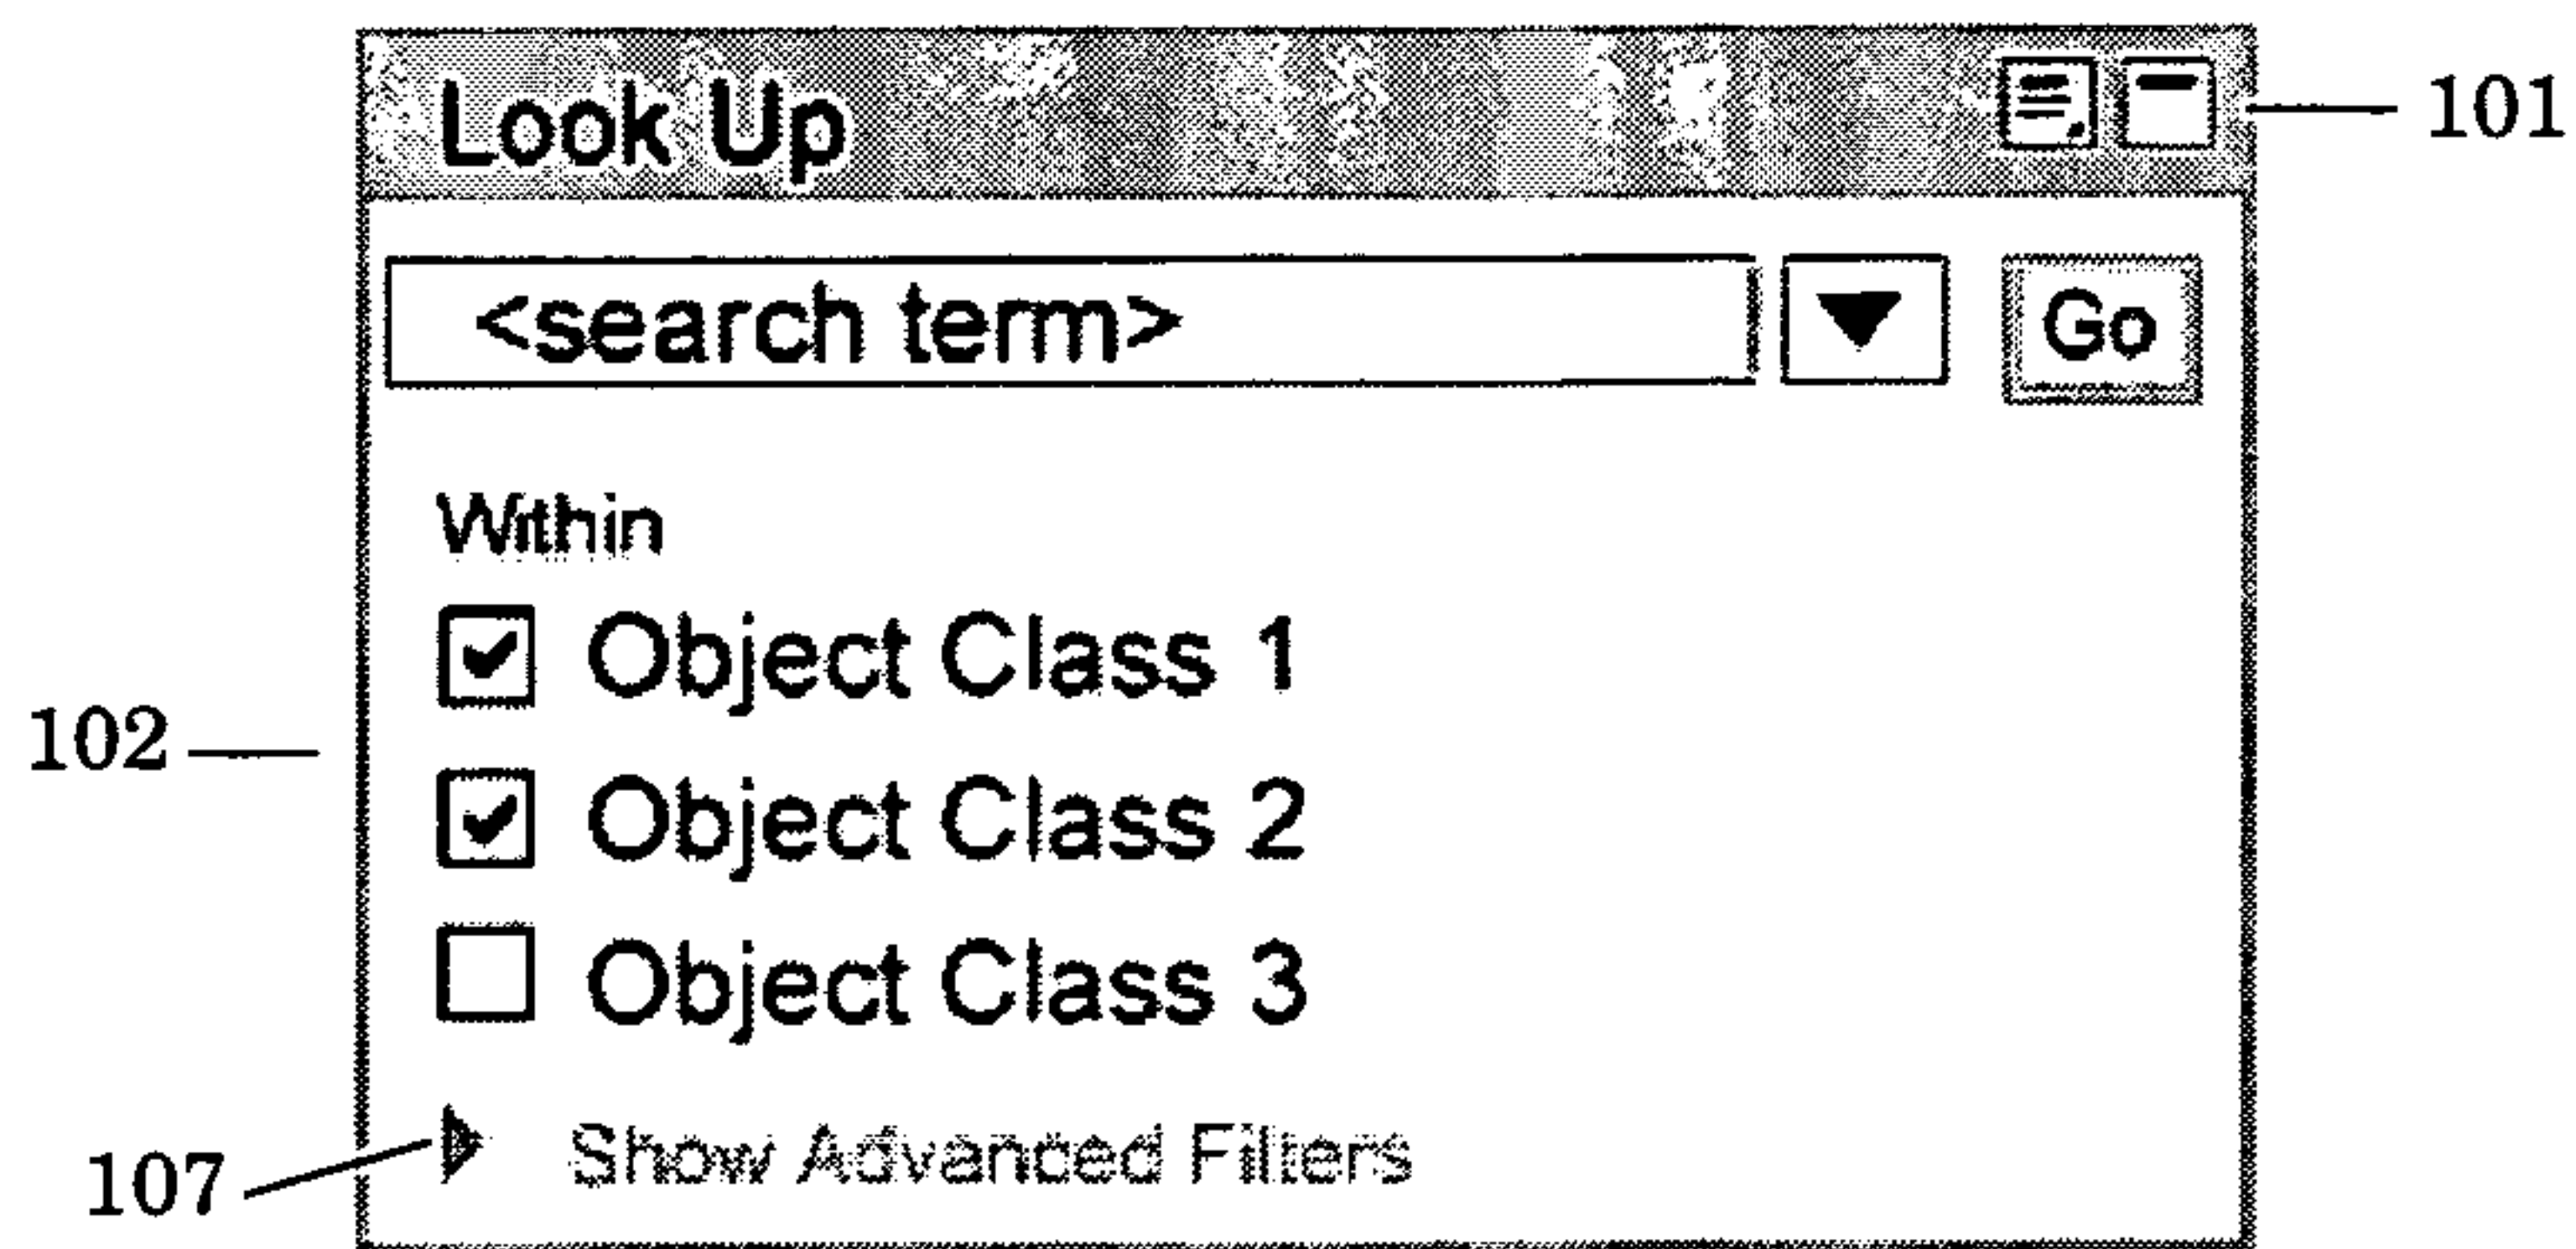 Look Up
101
<search term>
Go
Within
Object Class 1
102
Object Class 2
Object Class 3
107
Show Advanced Filters